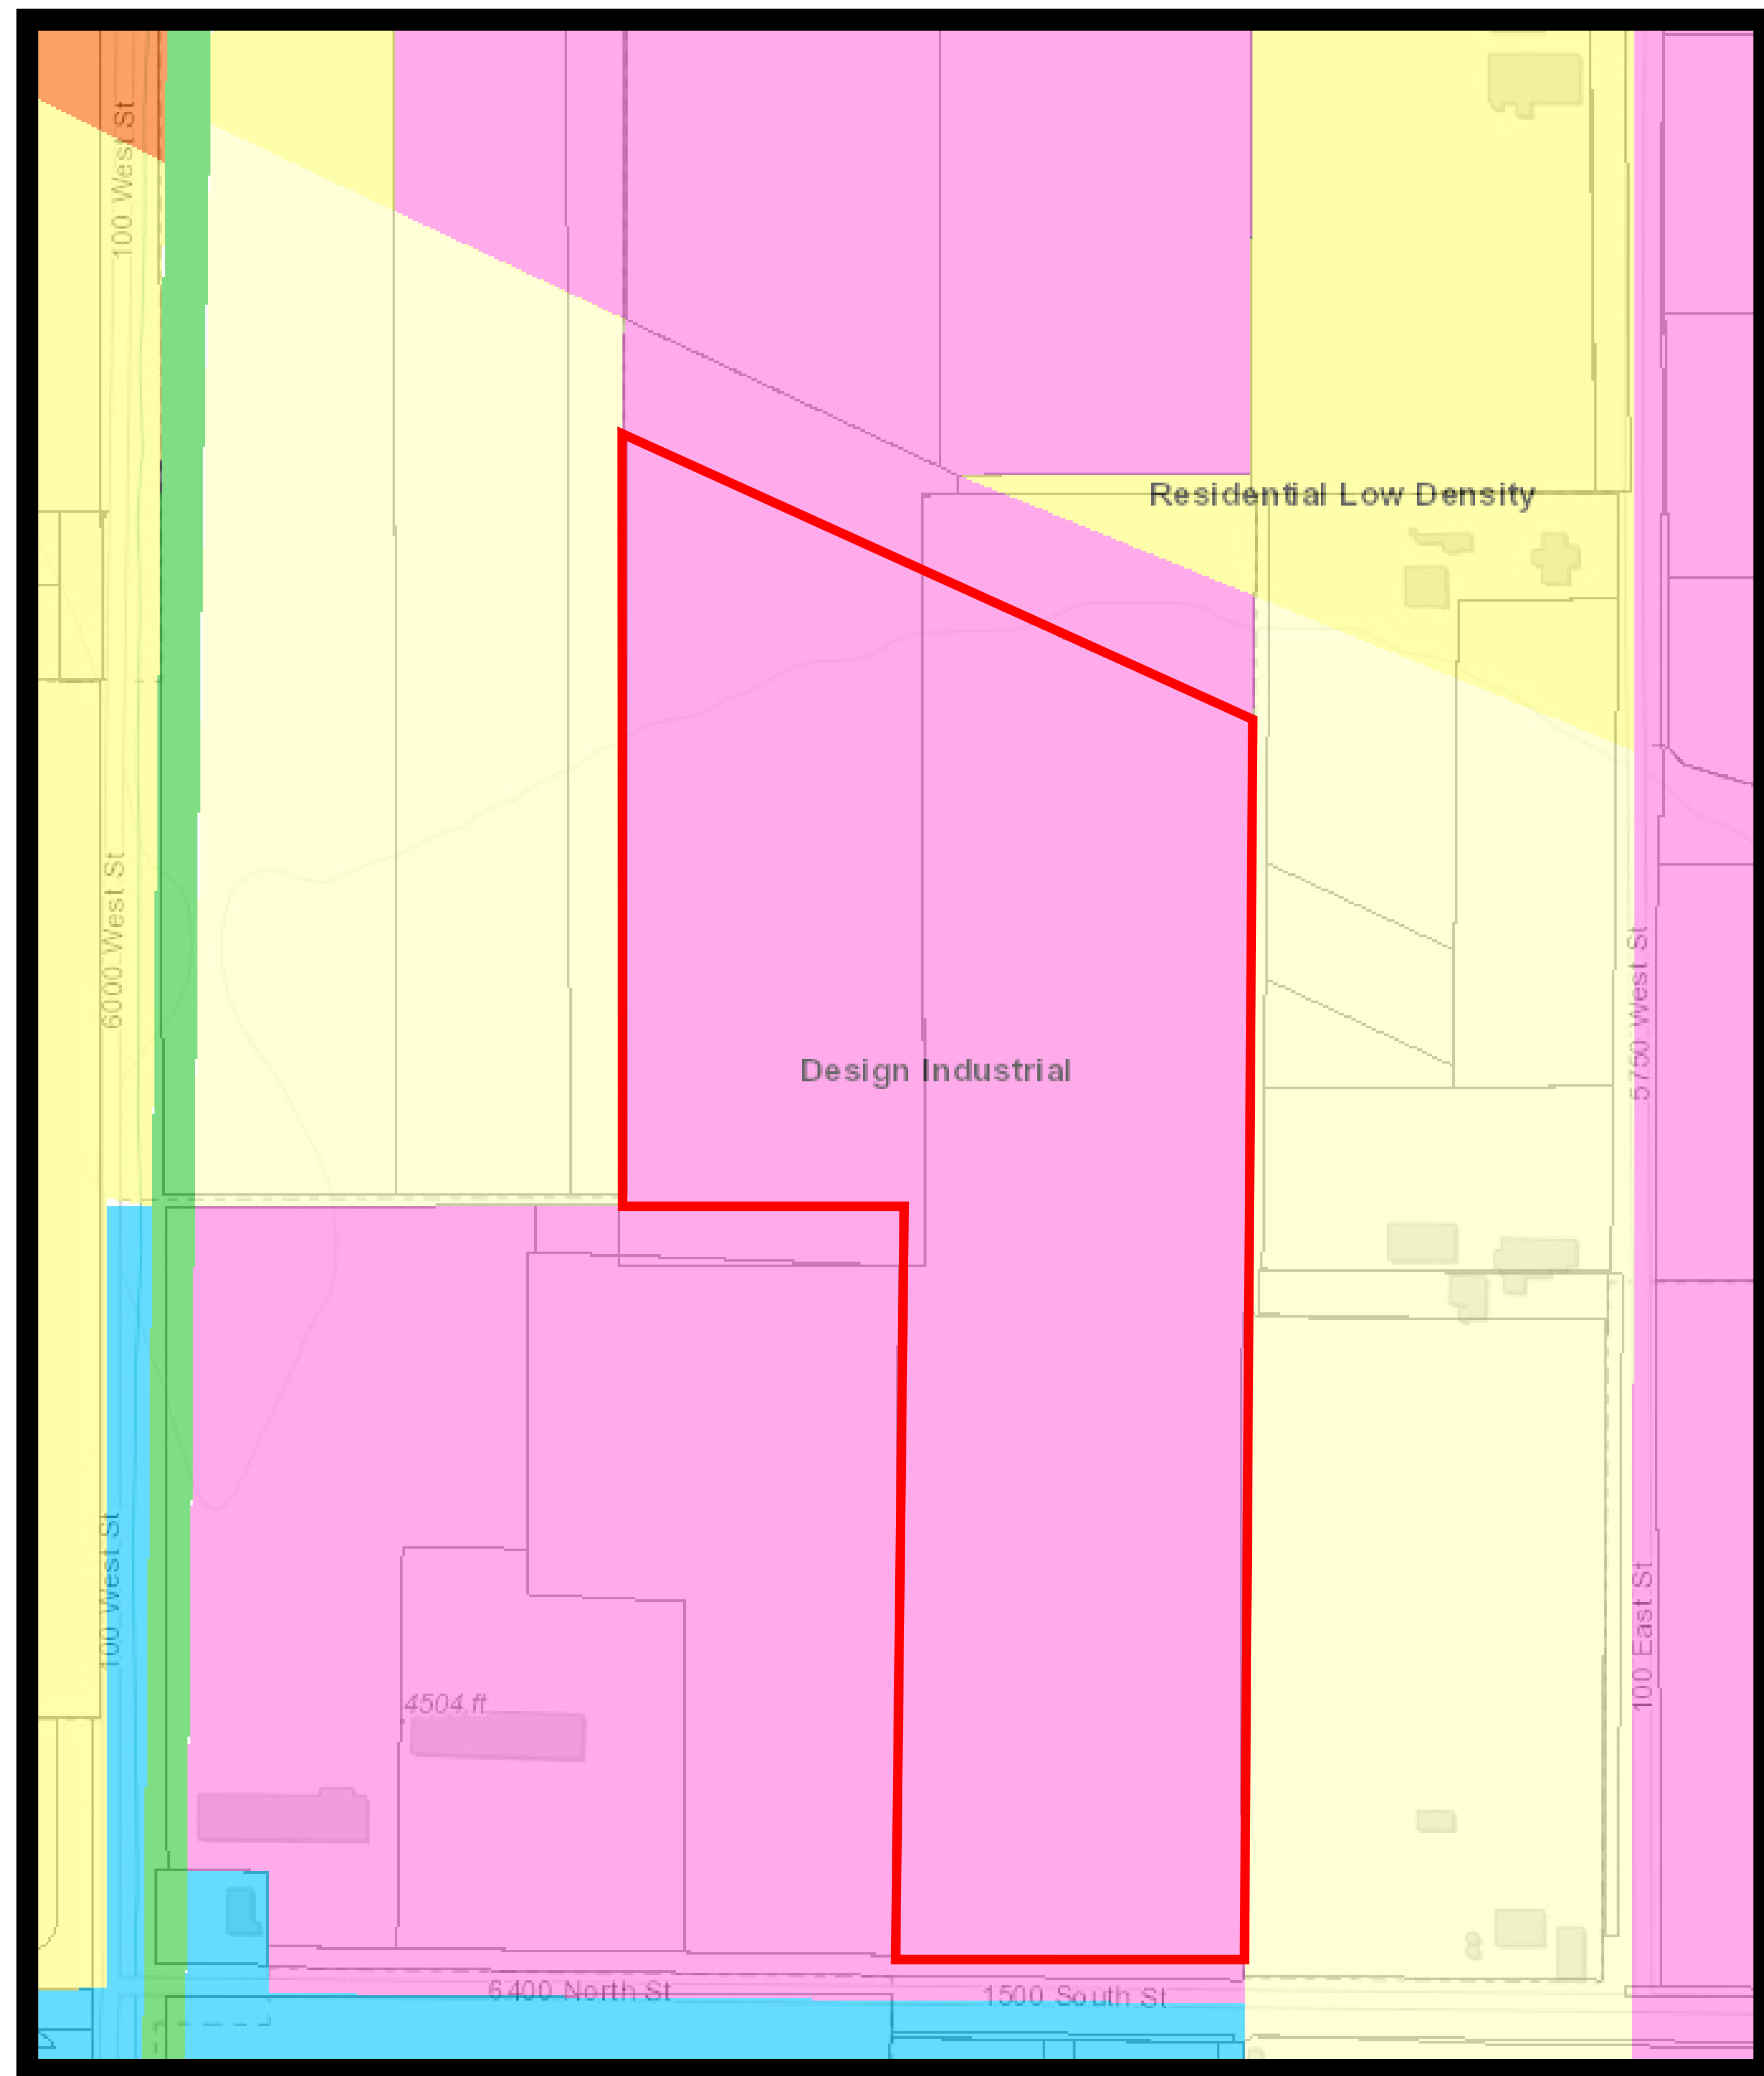 100 West St
Residential Low Density
6000 West St
5750 West St
Design Industrial
100 West St
100 East St
4504 ft
6400 North St
1500 South St